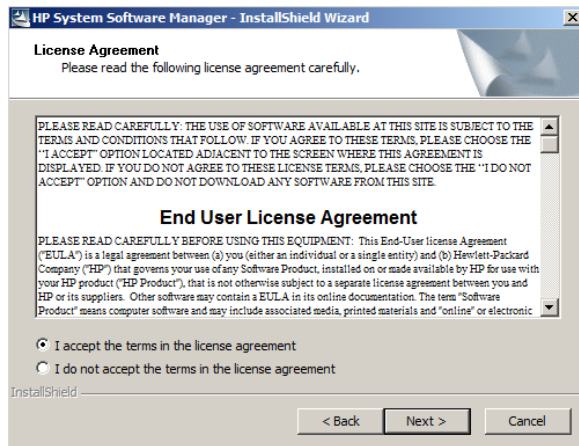 HP System Software Manager - InstallShield Wizard
License Agreement
Please read the following license agreement carefully.
PLEASE READ CAREFULLY: THE USE OF SOFTWARE AVAILABLE AT THIS SITE IS SUBJECT TO THE
TERMS AND CONDITIONS THAT FOLLOW. IF YOU AGREE TO THESE TERMS, PLEASE CHOOSE THE
``I ACCEPT'' OPTION LOCATED ADJACENT TO THE SCREEN WHERE THIS AGREEMENT IS
DISPLAYED. IF YOU DO NOT AGREE TO THESE LICENSE TERMS, PLEASE CHOOSE THE ``I DO NOT
ACCEPT'' OPTION AND DO NOT DOWNLOAD ANY SOFTWARE FROM THIS SITE.
End User License Agreement
PLEASE READ CAREFULLY BEFORE USING THIS EQUIPMENT: This End-User license Agreement
("EULA") is a legal agreement between (a) you (either an individual or a single entity) and (b) Hewlett-Packard
Company ("HP") that governs your use of any Software Product, installed on or made available by HP for use with
your HP product ("HP Product"), that is not otherwise subject to a separate license agreement between you and
HP or its suppliers. Other software may contain a EULA in its online documentation. The term "Software
Product" means computer software and may include associated media, printed materials and "online" or electronic
I accept the terms in the license agreement
I do not accept the terms in the license agreement
InstallShield
< Back
Next >
Cancel